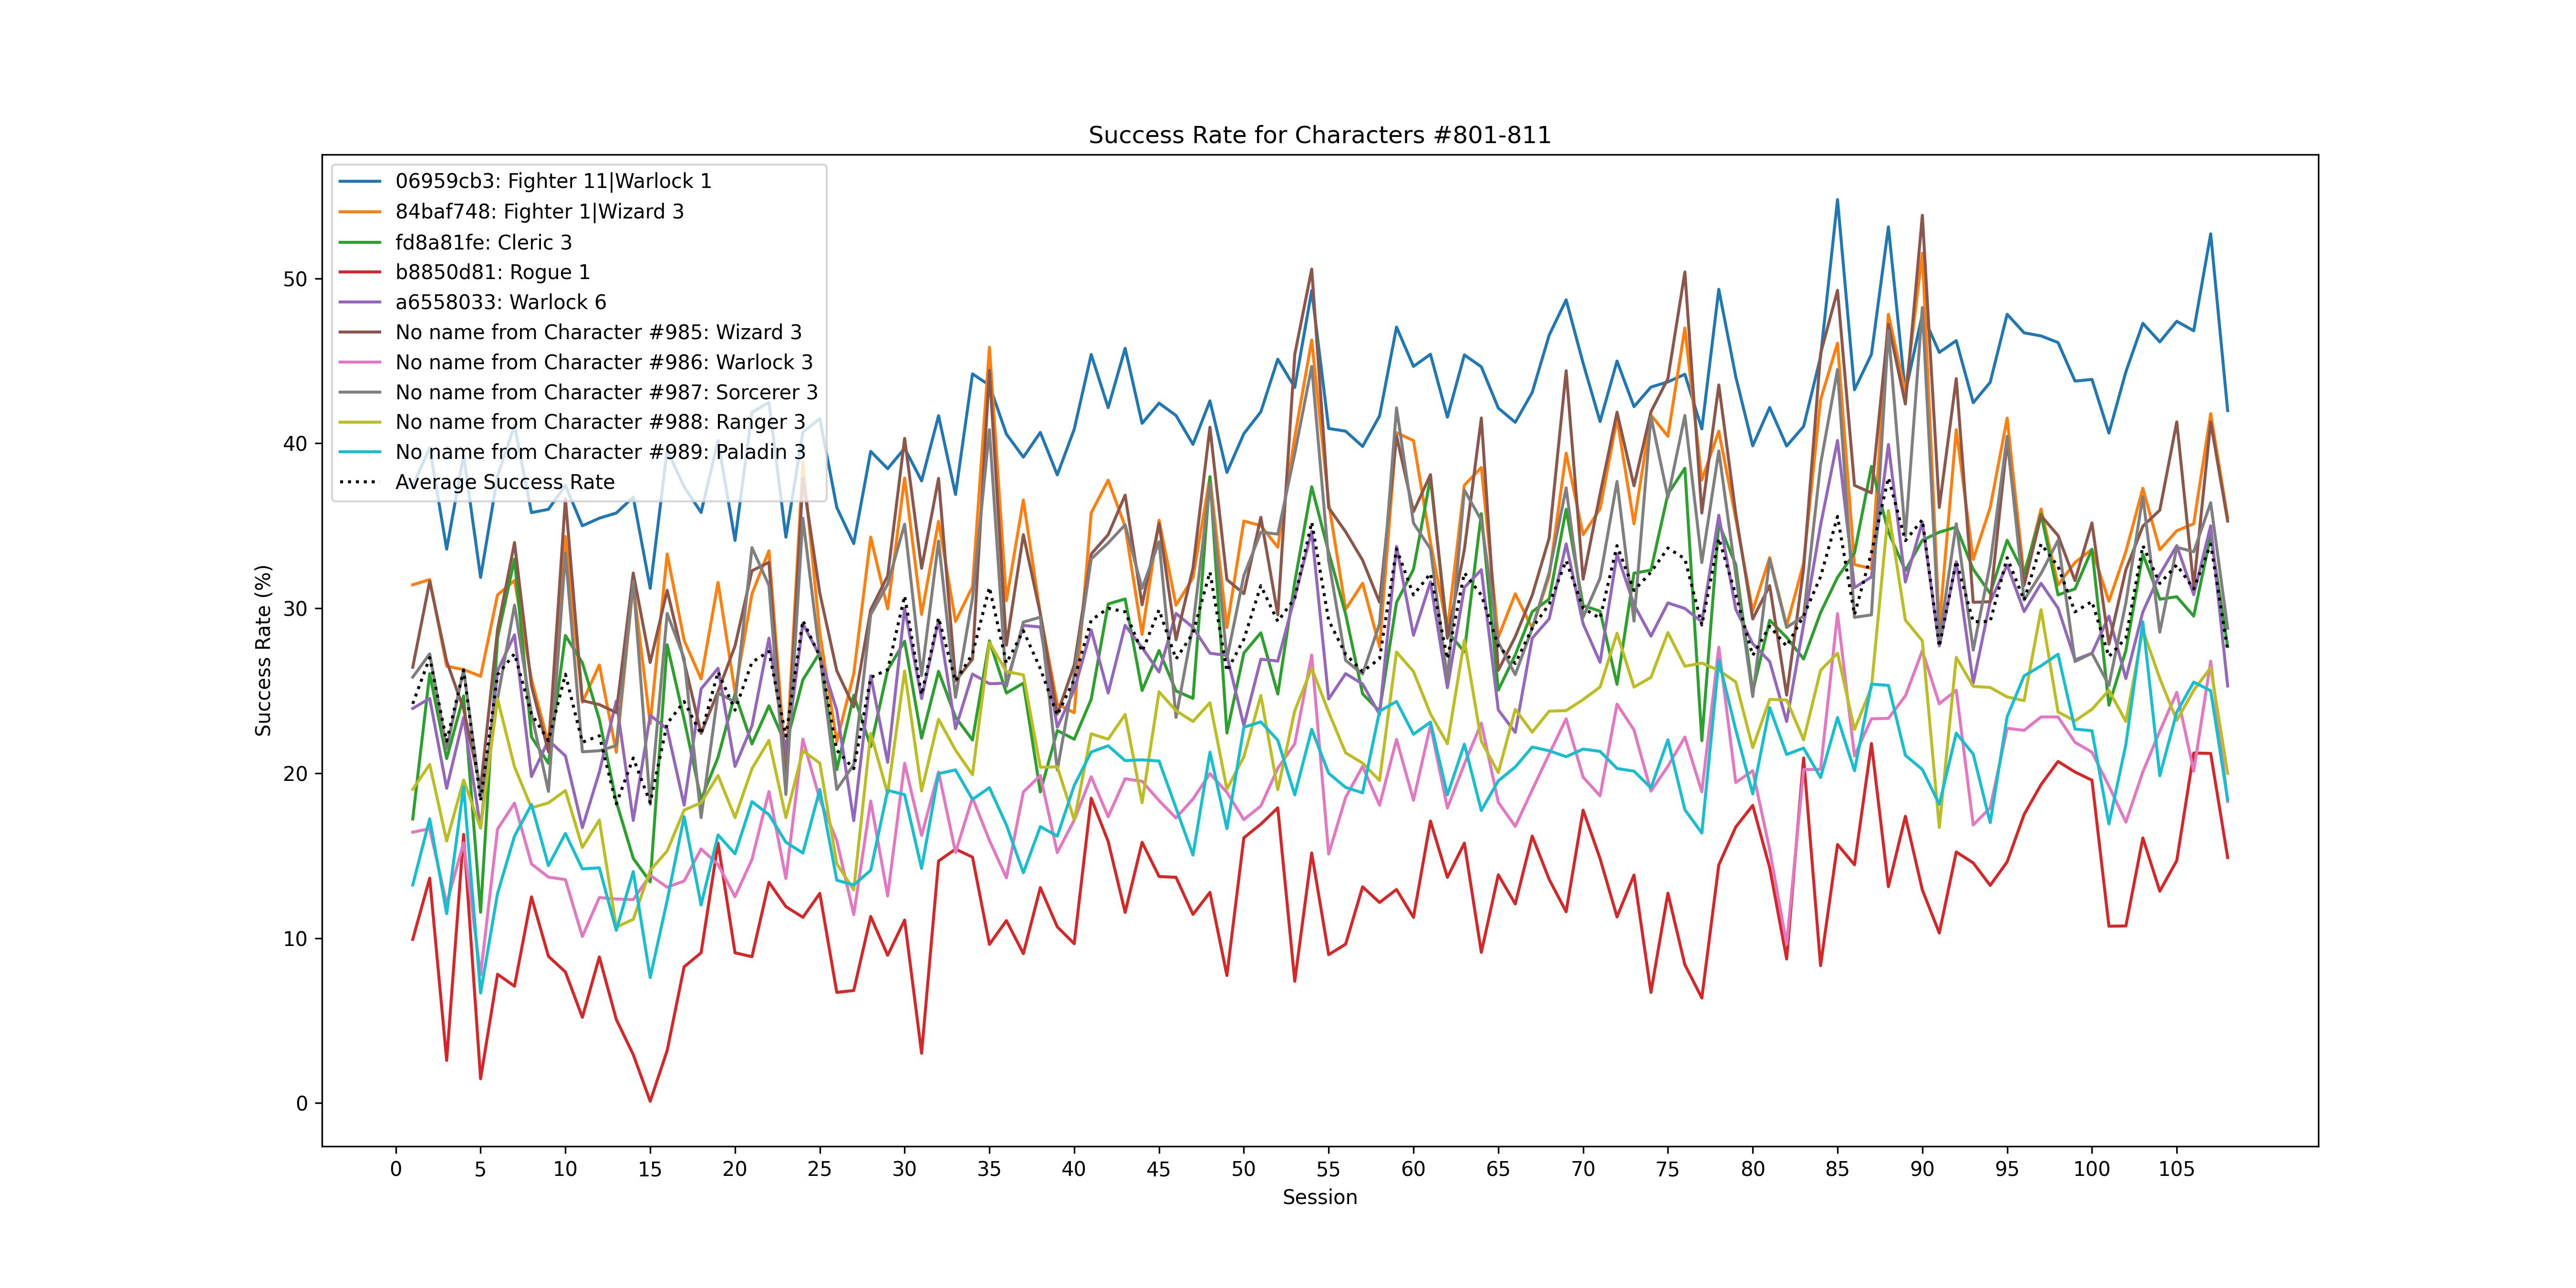 Success Rate for Characters #801-811
06959cb3: Fighter 11|Warlock 1
84baf748: Fighter 1|Wizard 3
fd8a81fe: Cleric 3
b8850d81: Rogue 1
a6558033: Warlock 6
No name from Character #985: Wizard 3
No name from Character #986: Warlock 3
No name from Character #987: Sorcerer 3
No name from Character #988: Ranger 3
No name from Character #989: Paladin 3
Average Success Rate
Success Rate (%)
50
40
30
20
10
0
0 5 10 15 20 25 30 35 40 45 50 55 60 65 70 75 80 85 90 95 100 105
Session